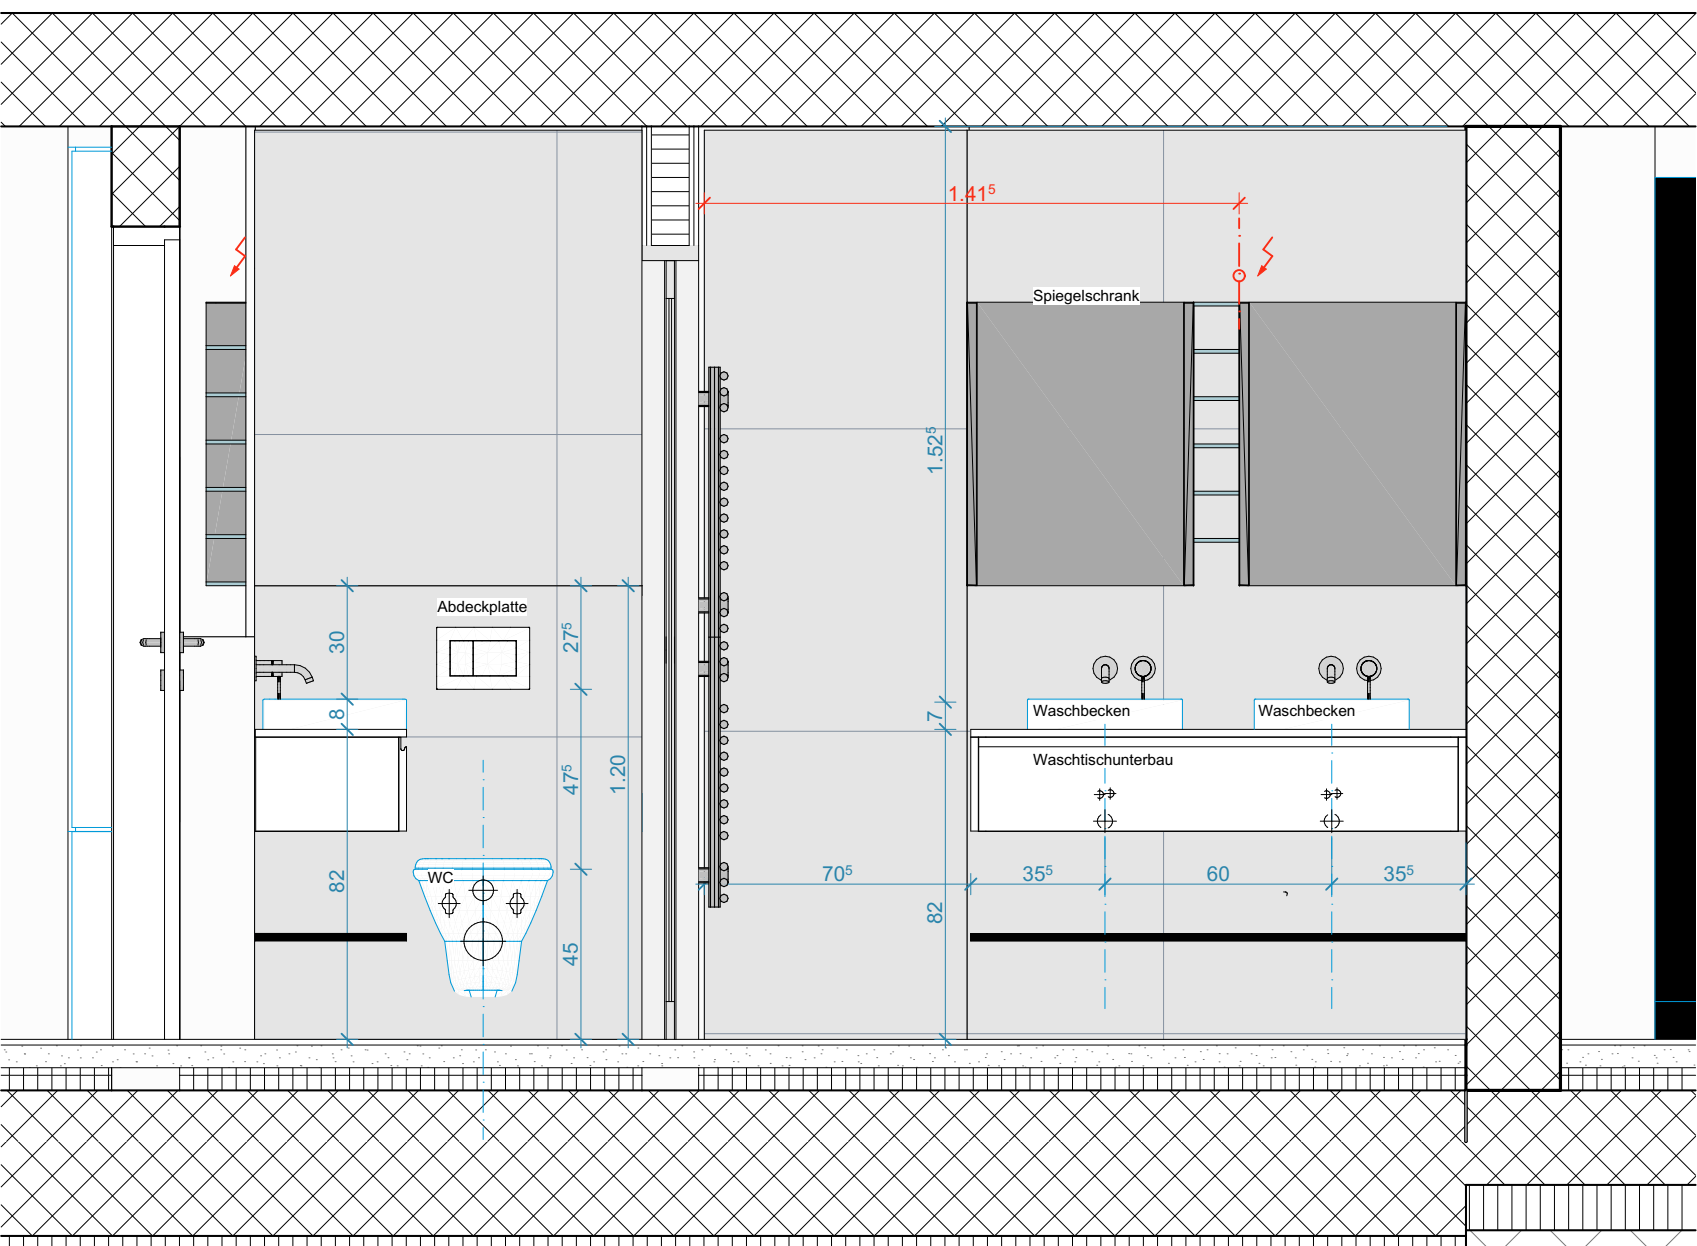 1.41⁵
Spiegelschrank
1.52⁵
Abdeckplatte
30
27⁵
8
7
Waschbecken
Waschbecken
Waschtischunterbau
47⁵
1.20
WC
82
70⁵
35⁵
60
35⁵
82
45